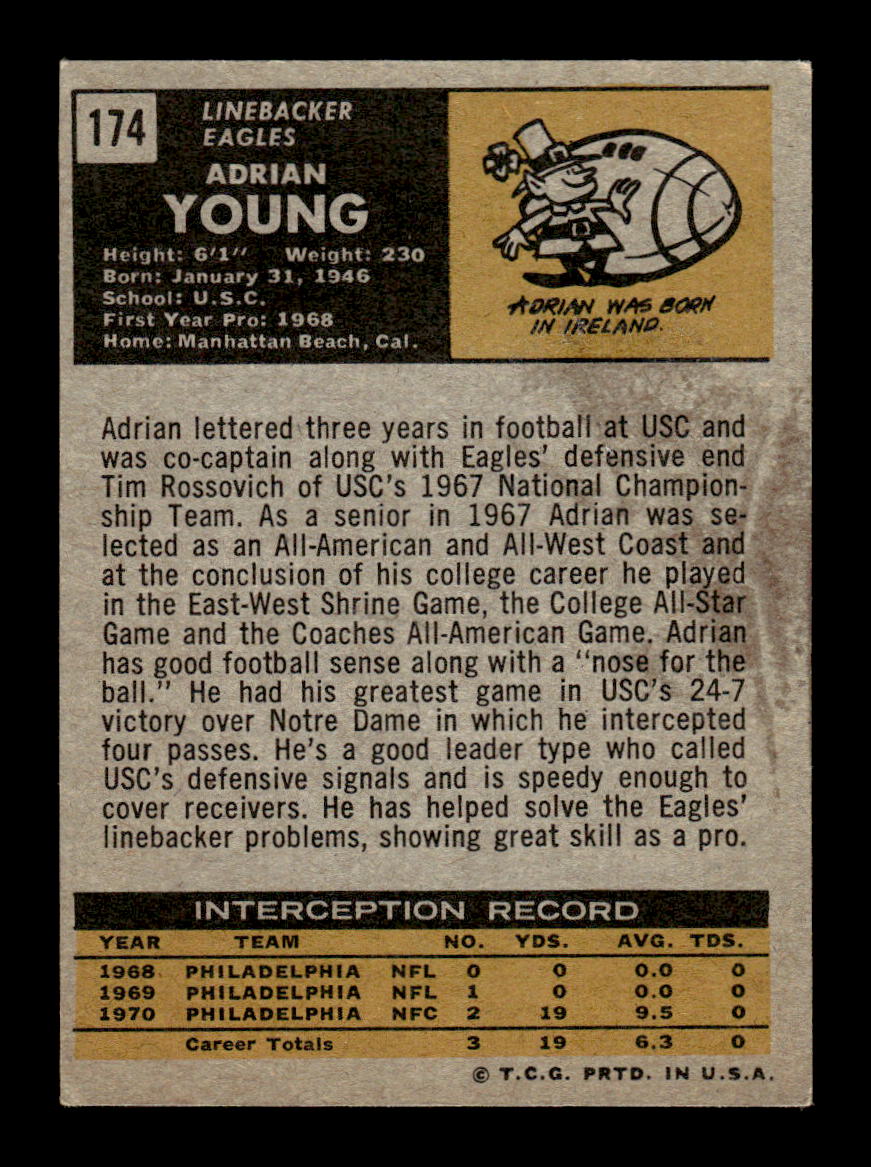 174
LINEBACKER
EAGLES
ADRIAN
YOUNG
Height: 6'1" Weight: 230
Born: January 31, 1946
School: U.S.C.
First Year Pro: 1968
Home: Manhattan Beach, Cal.
ADRIAN WAS BORN
IN IRELAND.
Adrian lettered three years in football at USC and
was co-captain along with Eagles' defensive end
Tim Rossovich of USC's 1967 National Champion-
ship Team. As a senior in 1967 Adrian was se-
lected as an All-American and All-West Coast and
at the conclusion of his college career he played
in the East-West Shrine Game, the College All-Star
Game and the Coaches All-American Game. Adrian
has good football sense along with a "nose for the
ball." He had his greatest game in USC's 24-7
victory over Notre Dame in which he intercepted
four passes. He's a good leader type who called
USC's defensive signals and is speedy enough to
cover receivers. He has helped solve the Eagles'
linebacker problems, showing great skill as a pro.
INTERCEPTION RECORD
YEAR TEAM NO. YDS. AVG. TDS.
1968 PHILADELPHIA NFL 0 0 0.0 0
1969 PHILADELPHIA NFL 1 0 0.0 0
1970 PHILADELPHIA NFC 2 19 9.5 0
Career Totals 3 19 6.3 0
© T.C.G. PRTD. IN U.S.A.